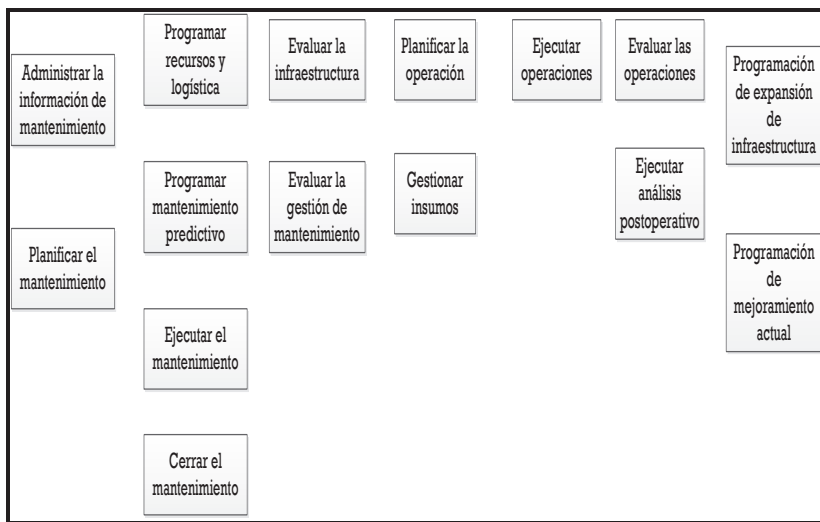 Administrar la
información de
mantenimiento
Planificar el
mantenimiento
Programar
recursos y
logística
Programar
mantenimiento
predictivo
Ejecutar el
mantenimiento
Cerrar el
mantenimiento
Evaluar la
infraestructura
Evaluar la
gestión de
mantenimiento
Planificar la
operación
Gestionar
insumos
Ejecutar
operaciones
Evaluar las
operaciones
Ejecutar
análisis
postoperativo
Programación
de expansión
de
infraestructura
Programación
de
mejoramiento
actual